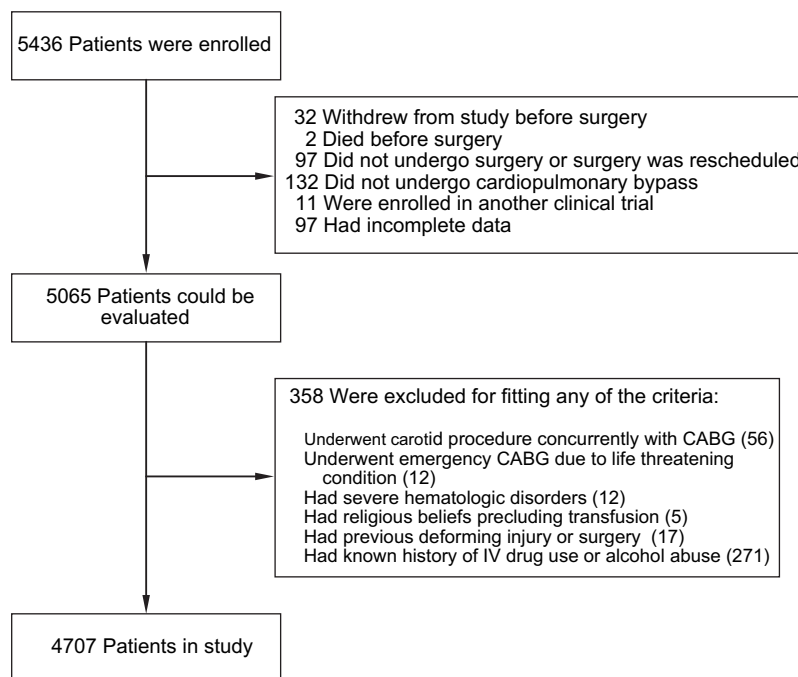 5436 Patients were enrolled
32 Withdrew from study before surgery
2 Died before surgery
97 Did not undergo surgery or surgery was rescheduled
132 Did not undergo cardiopulmonary bypass
11 Were enrolled in another clinical trial
97 Had incomplete data
5065 Patients could be
evaluated
358 Were excluded for fitting any of the criteria:
Underwent carotid procedure concurrently with CABG (56)
Underwent emergency CABG due to life threatening
condition (12)
Had severe hematologic disorders (12)
Had religious beliefs precluding transfusion (5)
Had previous deforming injury or surgery (17)
Had known history of IV drug use or alcohol abuse (271)
4707 Patients in study